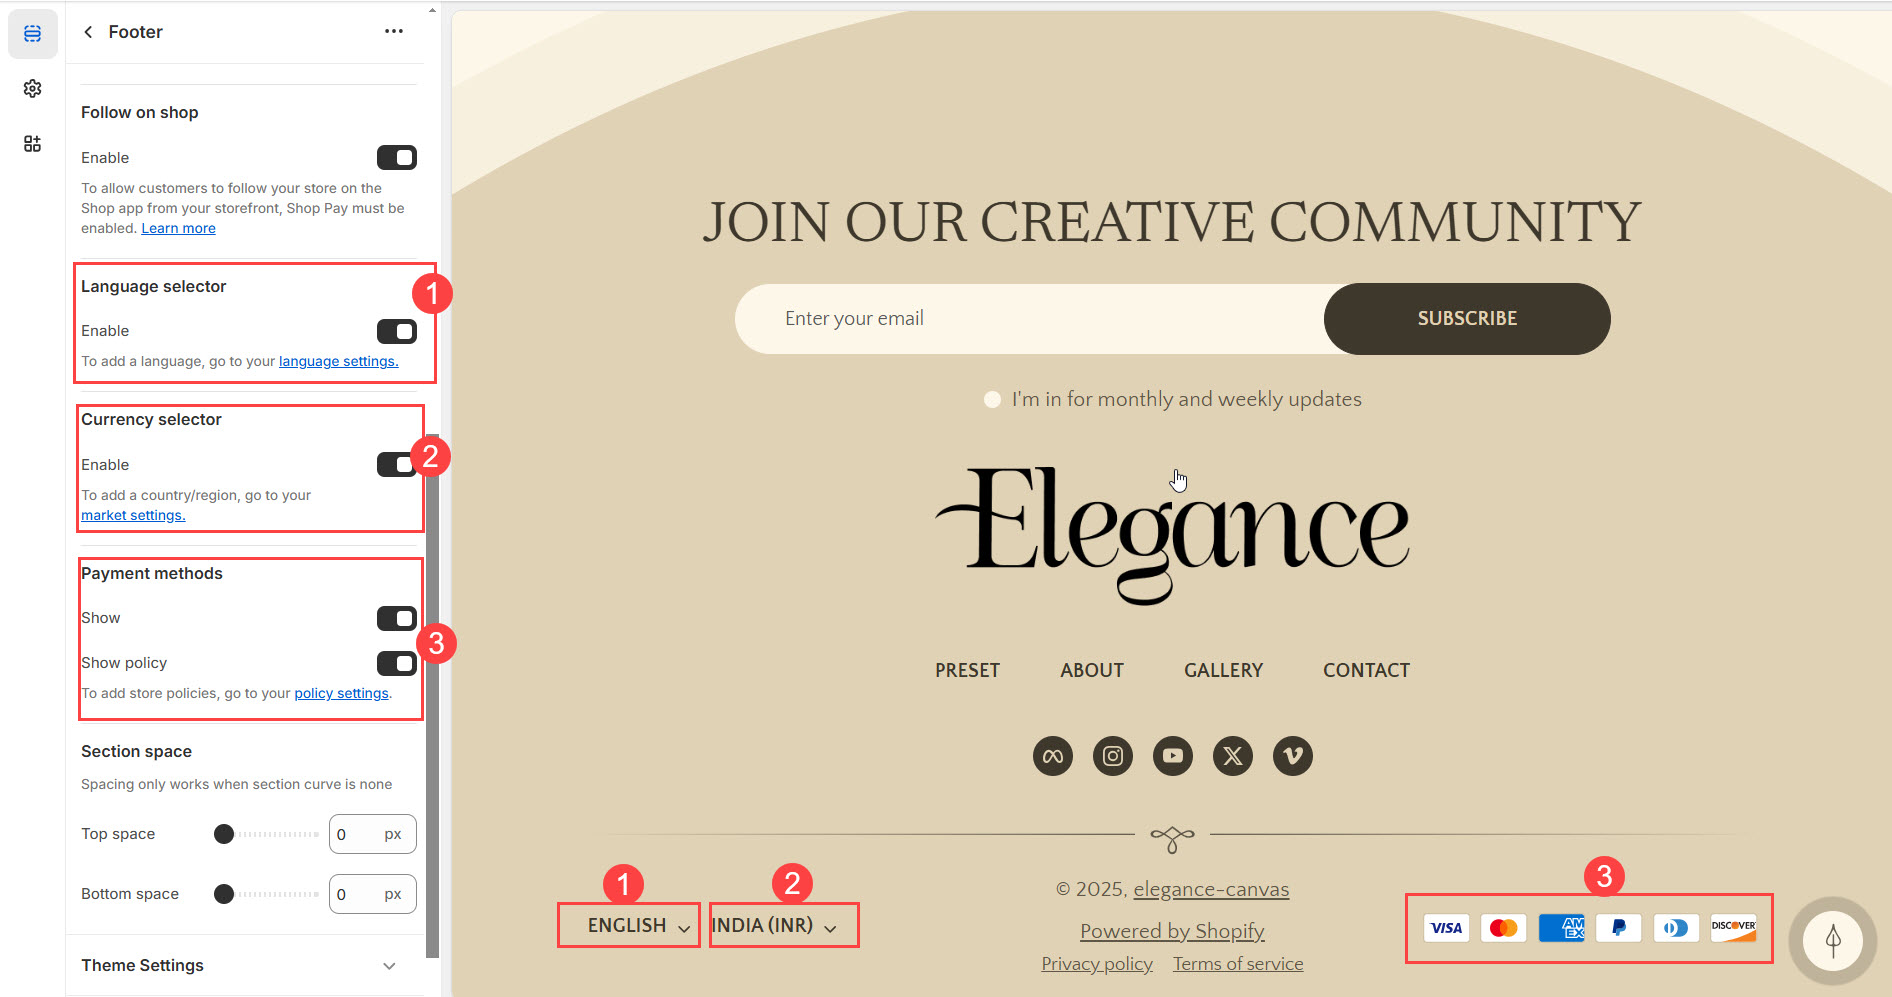 Footer
Follow on shop
Enable
To allow customers to follow your store on the
Shop app from your storefront, Shop Pay must be
enabled. Learn more
Language selector
1
Enable
To add a language, go to your language settings.
Currency selector
2
Enable
To add a country/region, go to your
market settings.
Payment methods
Show
3
Show policy
To add store policies, go to your policy settings.
Section space
Spacing only works when section curve is none
Top space 0 px
Bottom space 0 px
Theme Settings
JOIN OUR CREATIVE COMMUNITY
Enter your email SUBSCRIBE
I'm in for monthly and weekly updates
Elegance
PRESET ABOUT GALLERY CONTACT
1 2 3
ENGLISH INDIA (INR)
© 2025, elegance-canvas
Powered by Shopify
Privacy policy Terms of service
VISA AM EX DISCOVER